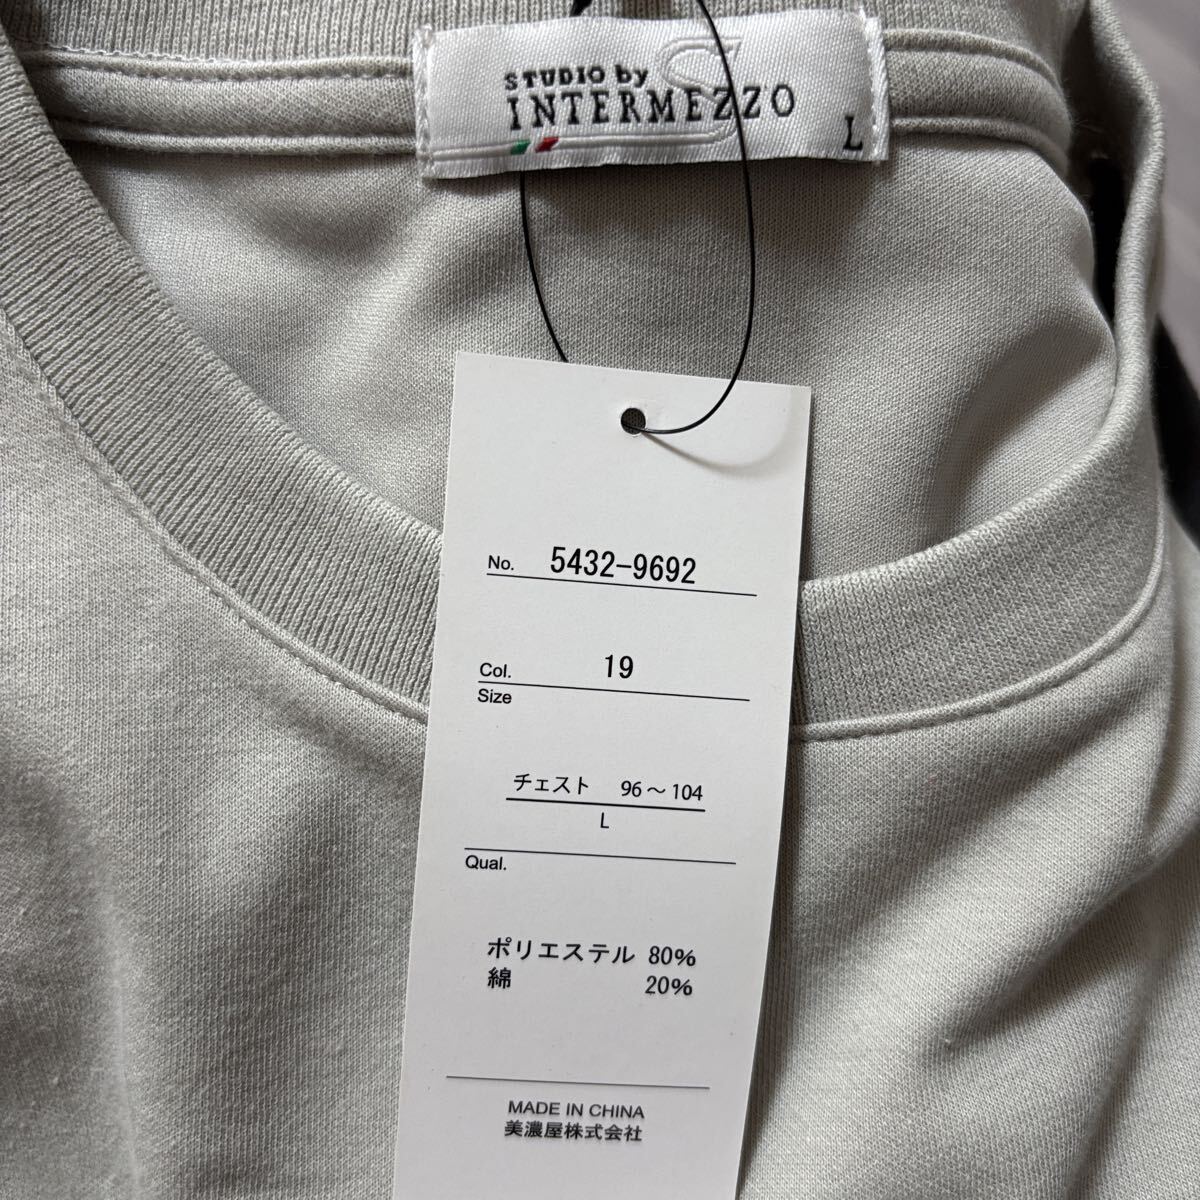 STUDIO by
INTERMEZZO
L
No. 5432-9692
Col. 19
Size
チェスト 96～104
L
Qual.
ポリエステル 80%
綿 20%
MADE IN CHINA
美濃屋株式会社